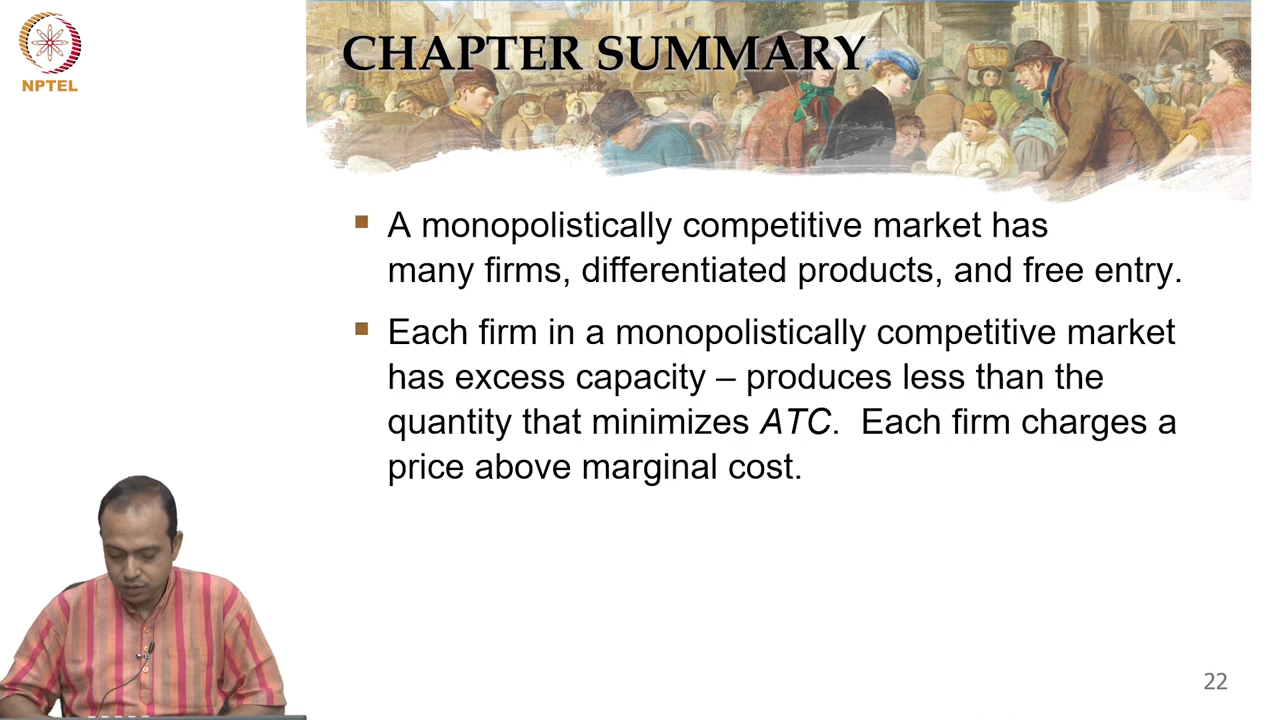 NPTEL
CHAPTER SUMMARY
A monopolistically competitive market has
many firms, differentiated products, and free entry.
Each firm in a monopolistically competitive market
has excess capacity – produces less than the
quantity that minimizes ATC.  Each firm charges a
price above marginal cost.
22